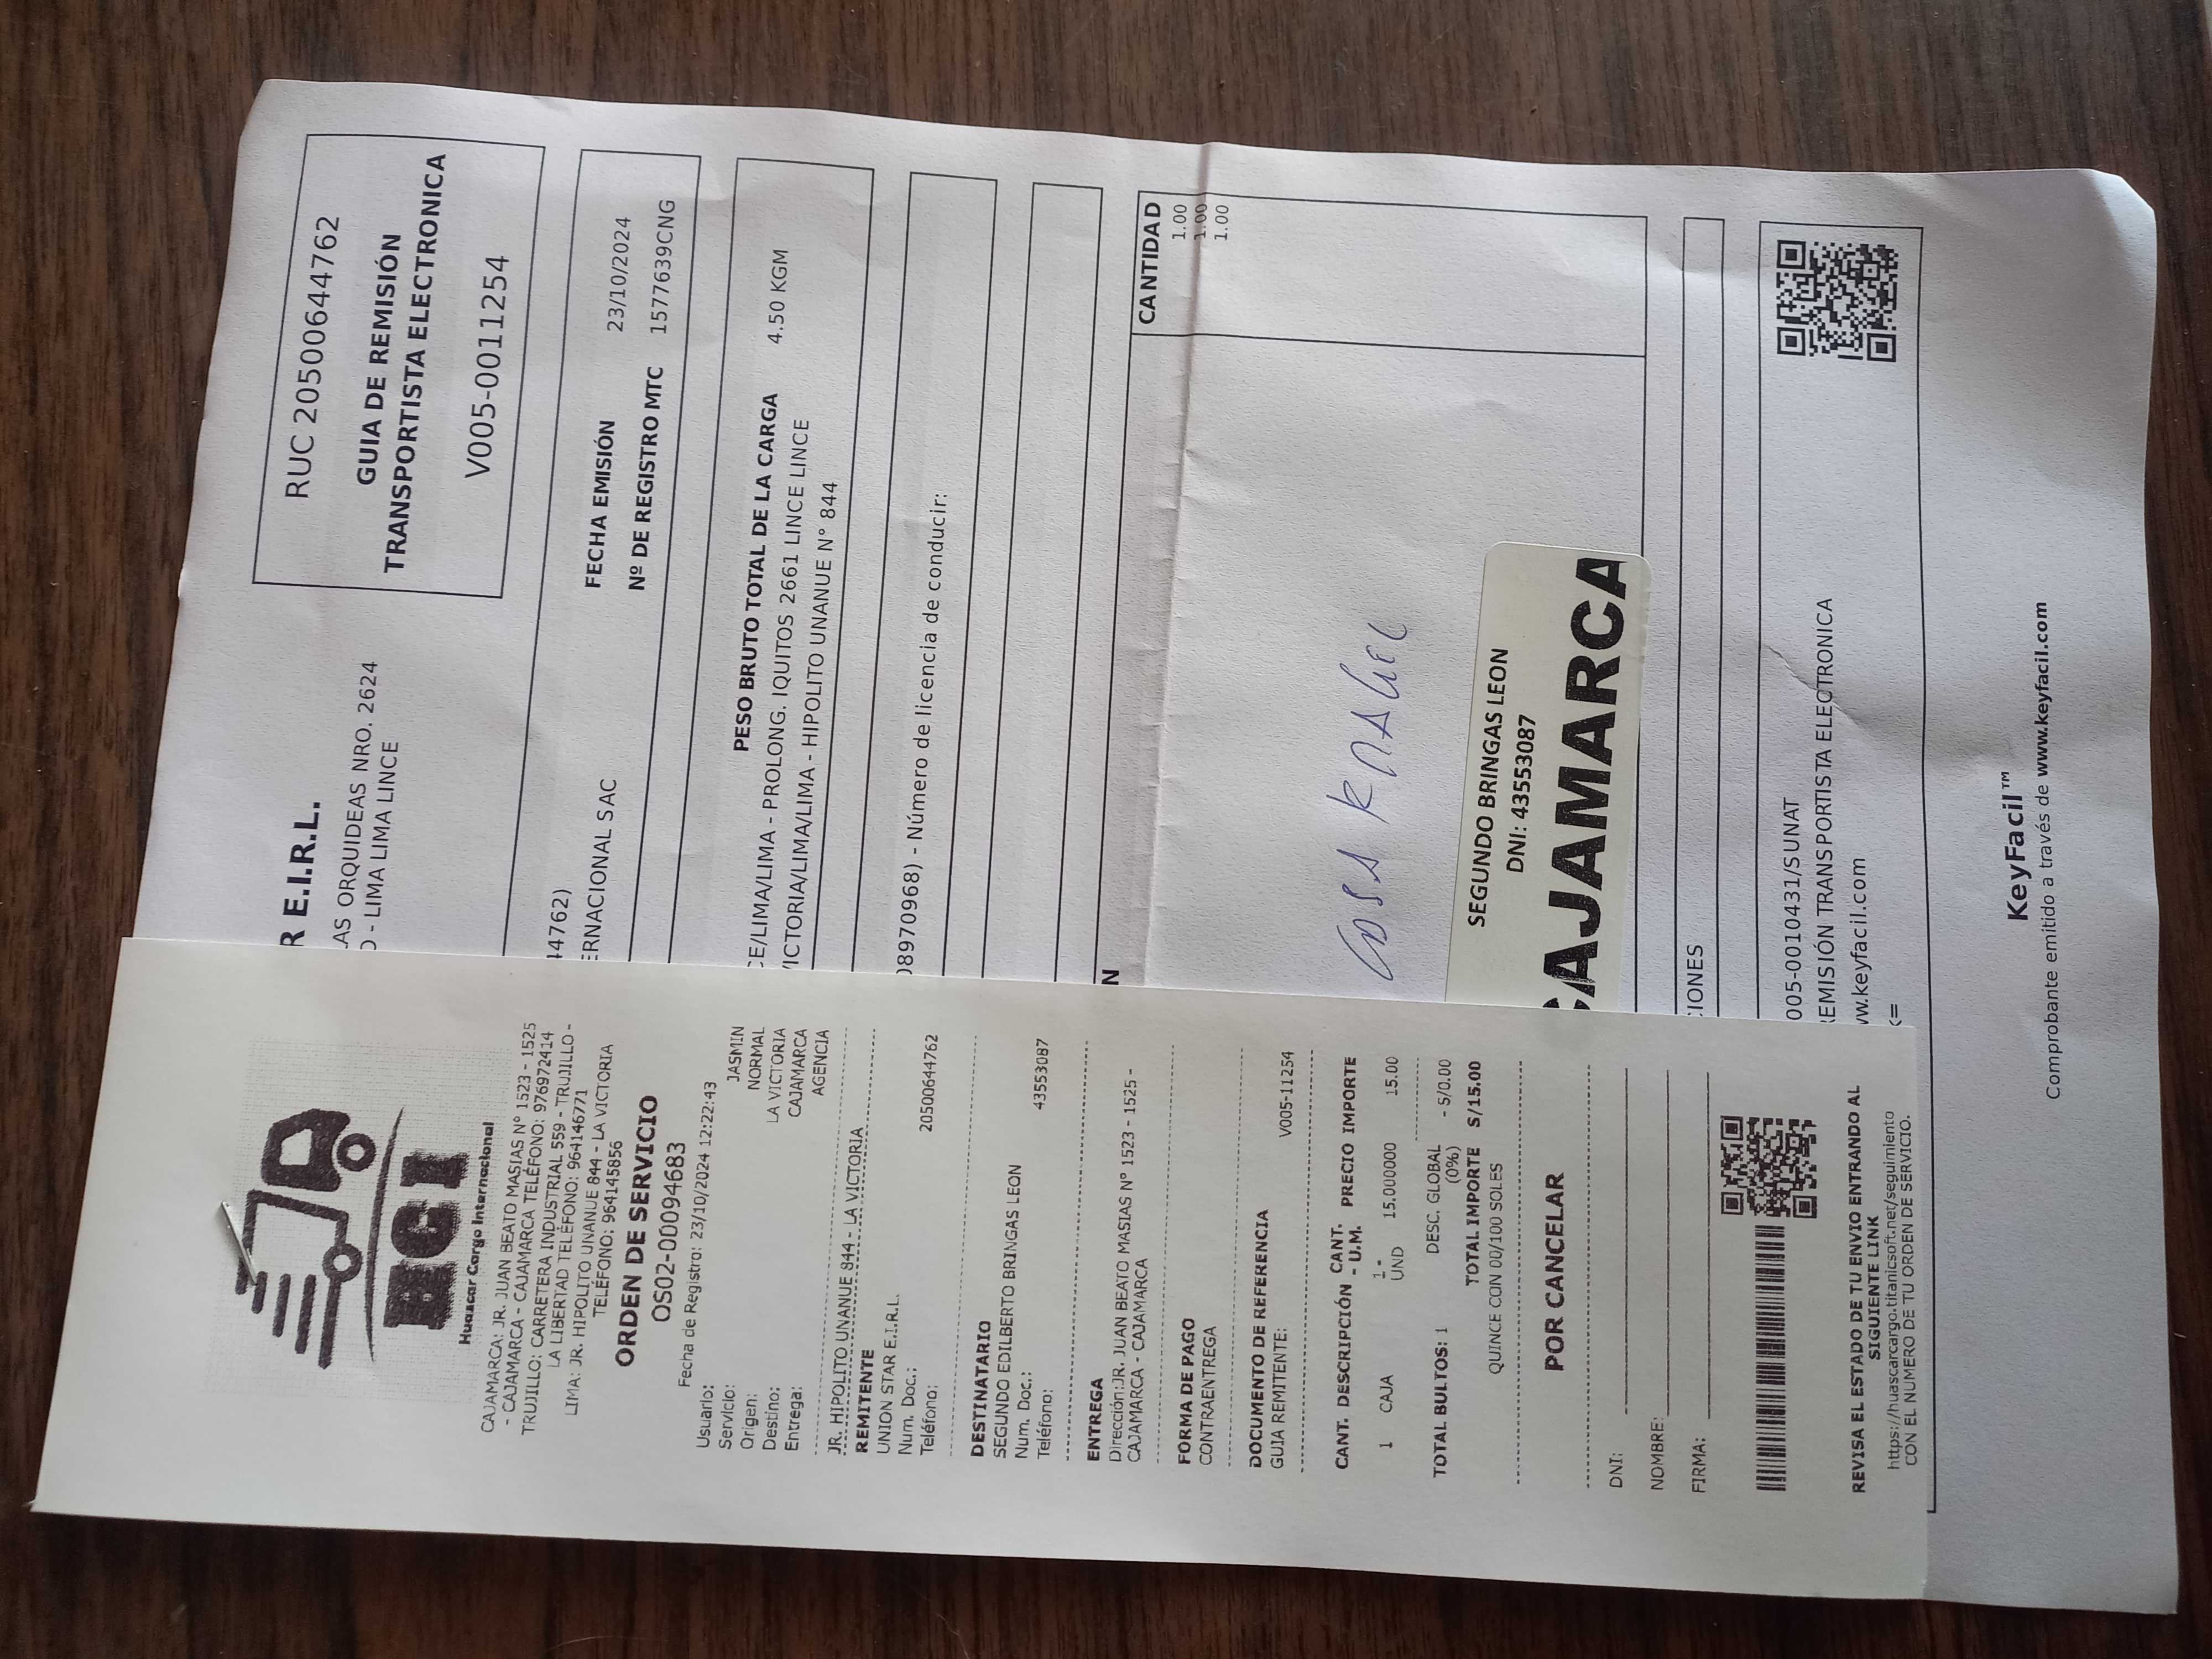 HCI
Huascar Cargo Internacional
CAJAMARCA: JR. JUAN BEATO MASIAS Nº 1523 - 1525
- CAJAMARCA - CAJAMARCA TELÉFONO: 976972414
TRUJILLO: CARRETERA INDUSTRIAL 559 - TRUJILLO -
LA LIBERTAD TELÉFONO: 964146771
LIMA: JR. HIPOLITO UNANUE 844 - LA VICTORIA
TELÉFONO: 964145856
ORDEN DE SERVICIO
OS02-00094683
Fecha de Registro: 23/10/2024 12:22:43
Usuario: JASMIN
Servicio: NORMAL
Origen: LA VICTORIA
Destino: CAJAMARCA
Entrega: AGENCIA
JR. HIPOLITO UNANUE 844 - LA VICTORIA
REMITENTE
UNION STAR E.I.R.L.
Num. Doc.: 20500644762
Teléfono:
DESTINATARIO
SEGUNDO EDILBERTO BRINGAS LEON
Num. Doc.: 43553087
Teléfono:
ENTREGA
Dirección:JR. JUAN BEATO MASIAS Nº 1523 - 1525 -
CAJAMARCA - CAJAMARCA
FORMA DE PAGO
CONTRAENTREGA
DOCUMENTO DE REFERENCIA
GUIA REMITENTE: V005-11254
CANT. DESCRIPCIÓN CANT. - U.M. PRECIO IMPORTE
1 CAJA 1 - UND 15.000000 15.00
TOTAL BULTOS: 1 DESC. GLOBAL (0%) - S/0.00
TOTAL IMPORTE S/15.00
QUINCE CON 00/100 SOLES
POR CANCELAR
DNI:
NOMBRE:
FIRMA:
REVISA EL ESTADO DE TU ENVIO ENTRANDO AL
SIGUIENTE LINK
https://huascarcargo.titanicsoft.net/seguimiento
CON EL NUMERO DE TU ORDEN DE SERVICIO.
R E.I.R.L.
LAS ORQUIDEAS NRO. 2624
O - LIMA LIMA LINCE
RUC 20500644762
GUIA DE REMISIÓN
TRANSPORTISTA ELECTRONICA
V005-00111254
44762)
ERNACIONAL SAC
FECHA EMISIÓN 23/10/2024
Nº DE REGISTRO MTC 1577639CNG
PESO BRUTO TOTAL DE LA CARGA 4.50 KGM
CE/LIMA/LIMA - PROLONG. IQUITOS 2661 LINCE LINCE
VICTORIA/LIMA/LIMA - HIPOLITO UNANUE N° 844
08970968) - Número de licencia de conducir:
N CANTIDAD
1.00
1.00
1.00
SEGUNDO BRINGAS LEON
DNI: 43553087
CAJAMARCA
IONES
005-0010431/SUNAT
REMISIÓN TRANSPORTISTA ELECTRONICA
ww.keyfacil.com
k=
KeyFacil™
Comprobante emitido a través de www.keyfacil.com